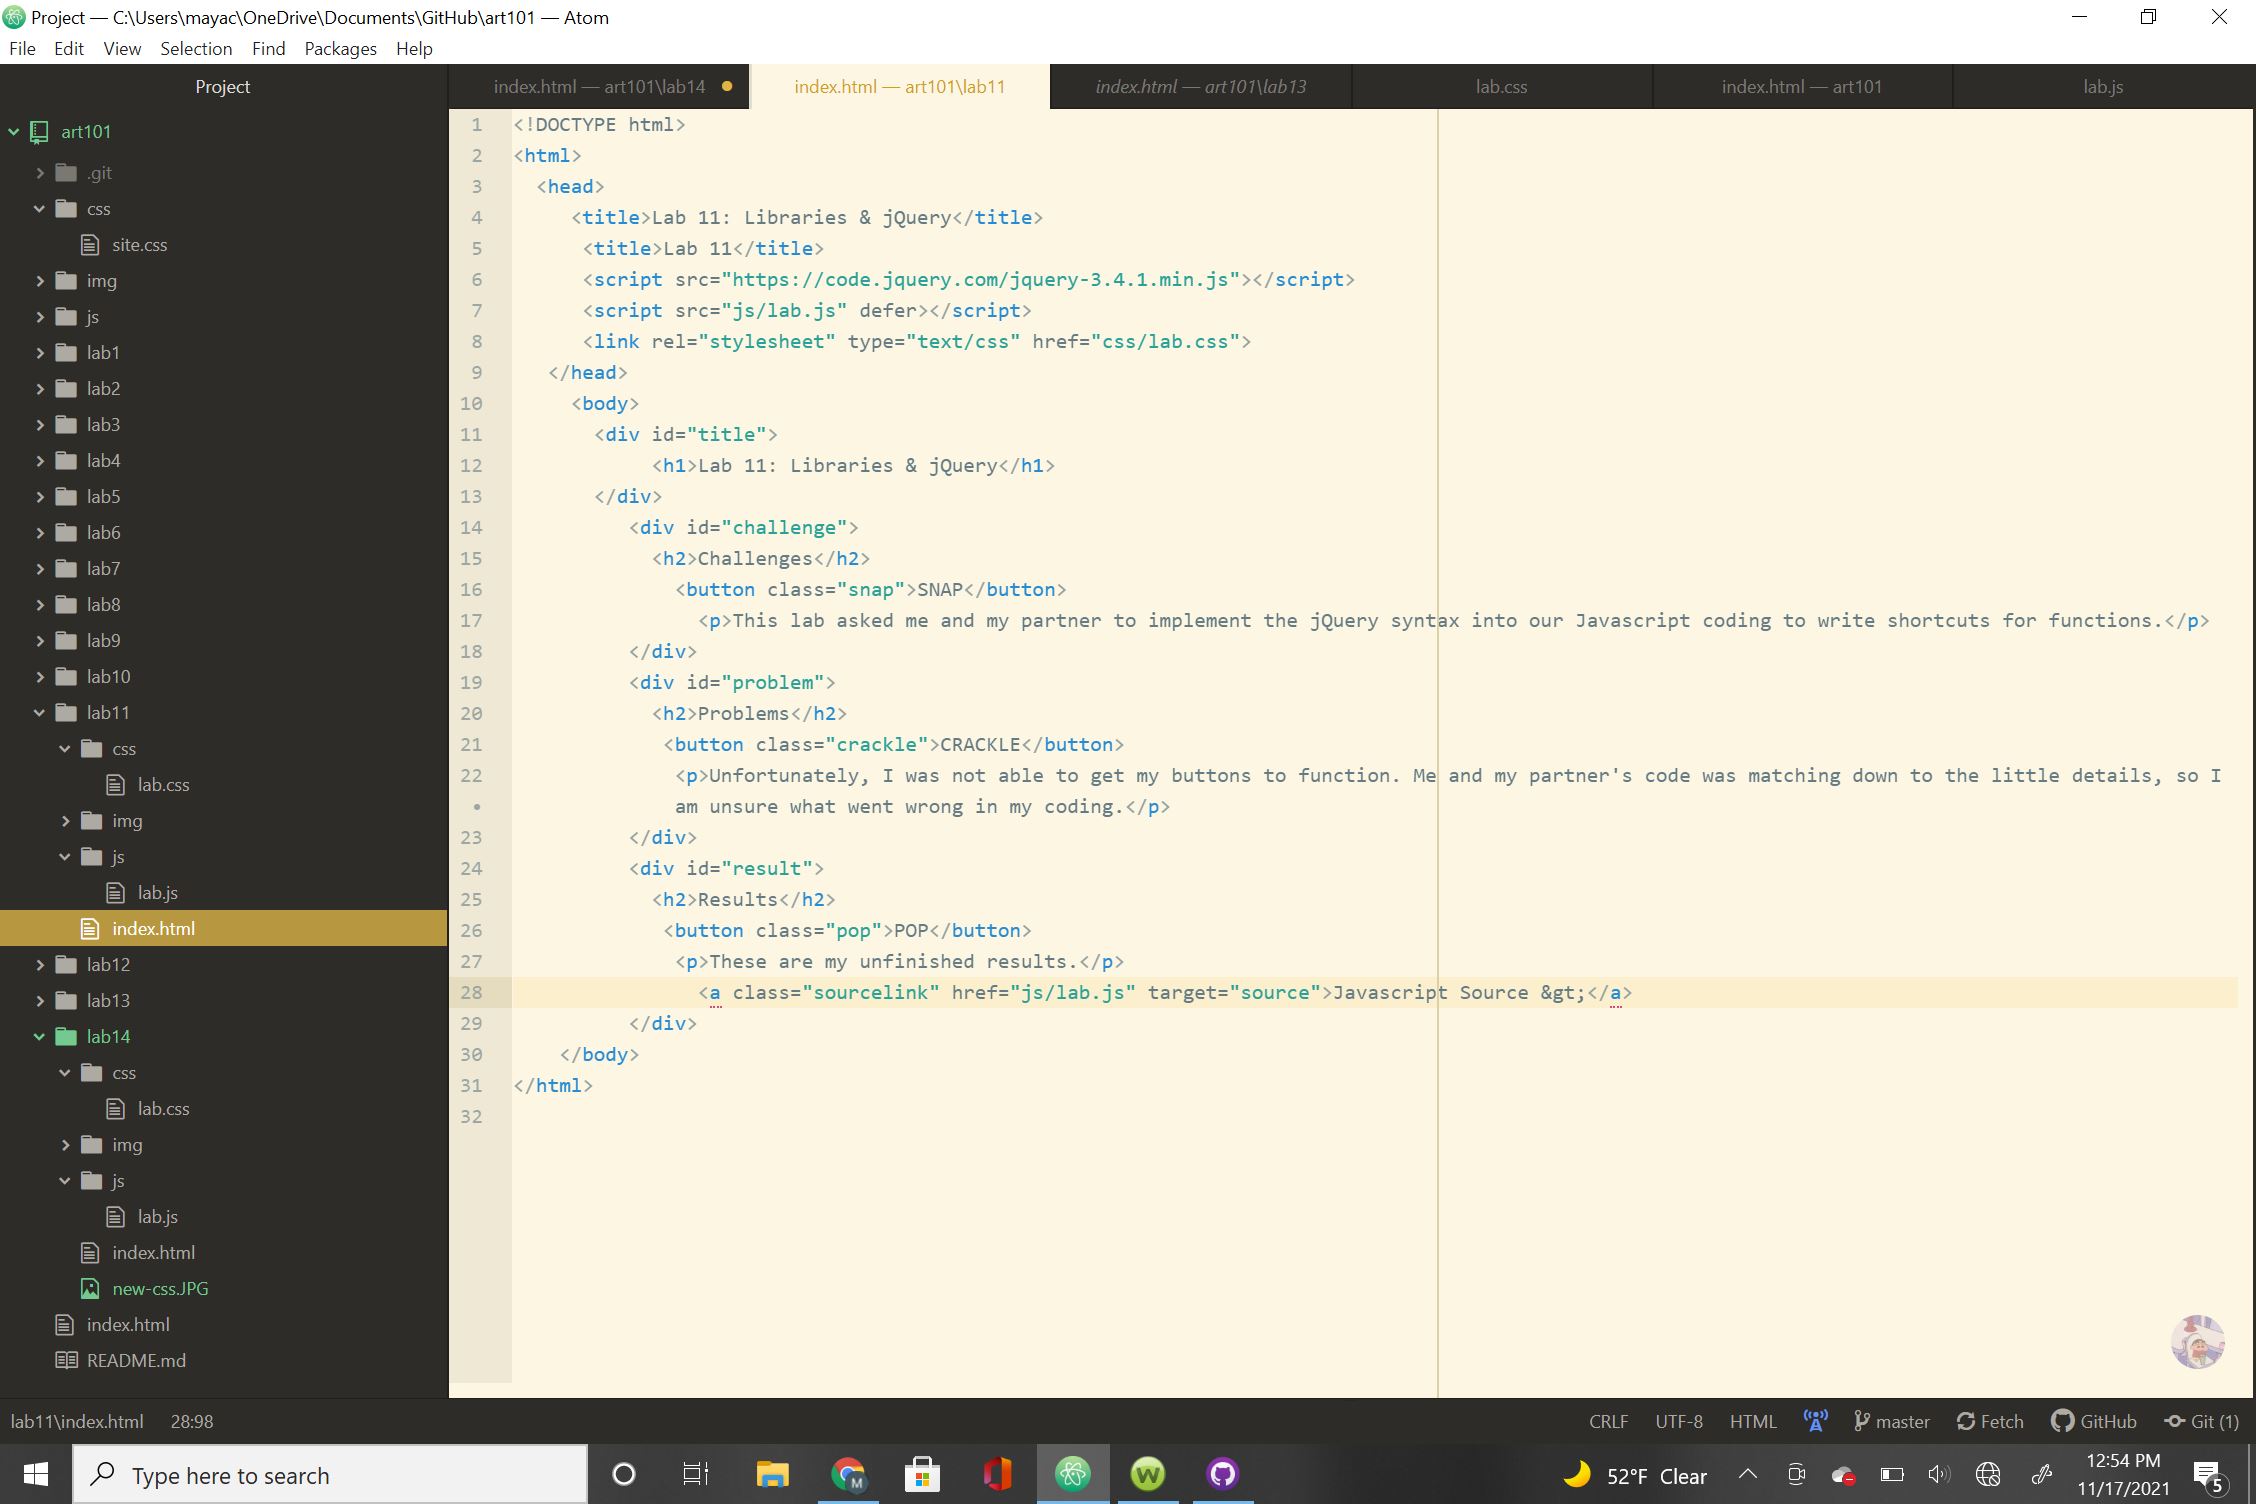 Project — C:\Users\mayac\OneDrive\Documents\GitHub\art101 — Atom
File Edit View Selection Find Packages Help
Project
index.html — art101\lab14
index.html — art101\lab11
index.html — art101\lab13
lab.css
index.html — art101
lab.js
art101
.git
css
site.css
img
js
lab1
lab2
lab3
lab4
lab5
lab6
lab7
lab8
lab9
lab10
lab11
css
lab.css
img
js
lab.js
index.html
lab12
lab13
lab14
css
lab.css
img
js
lab.js
index.html
new-css.JPG
index.html
README.md
1 <!DOCTYPE html>
2 <html>
3 <head>
4 <title>Lab 11: Libraries & jQuery</title>
5 <title>Lab 11</title>
6 <script src="https://code.jquery.com/jquery-3.4.1.min.js"></script>
7 <script src="js/lab.js" defer></script>
8 <link rel="stylesheet" type="text/css" href="css/lab.css">
9 </head>
10 <body>
11 <div id="title">
12 <h1>Lab 11: Libraries & jQuery</h1>
13 </div>
14 <div id="challenge">
15 <h2>Challenges</h2>
16 <button class="snap">SNAP</button>
17 <p>This lab asked me and my partner to implement the jQuery syntax into our Javascript coding to write shortcuts for functions.</p>
18 </div>
19 <div id="problem">
20 <h2>Problems</h2>
21 <button class="crackle">CRACKLE</button>
22 <p>Unfortunately, I was not able to get my buttons to function. Me and my partner's code was matching down to the little details, so I
• am unsure what went wrong in my coding.</p>
23 </div>
24 <div id="result">
25 <h2>Results</h2>
26 <button class="pop">POP</button>
27 <p>These are my unfinished results.</p>
28 <a class="sourcelink" href="js/lab.js" target="source">Javascript Source &gt;</a>
29 </div>
30 </body>
31 </html>
32
lab11\index.html 28:98
CRLF UTF-8 HTML master Fetch GitHub Git (1)
Type here to search
M
W
52°F Clear
12:54 PM
11/17/2021
5